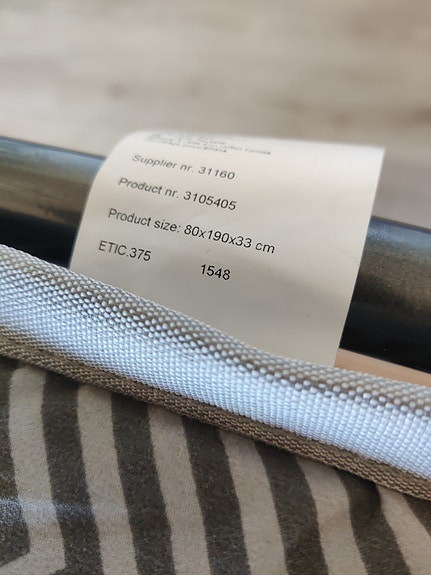 Supplier nr. 31160
Product nr. 3105405
Product size: 80x190x33 cm
ETIC.375 1548